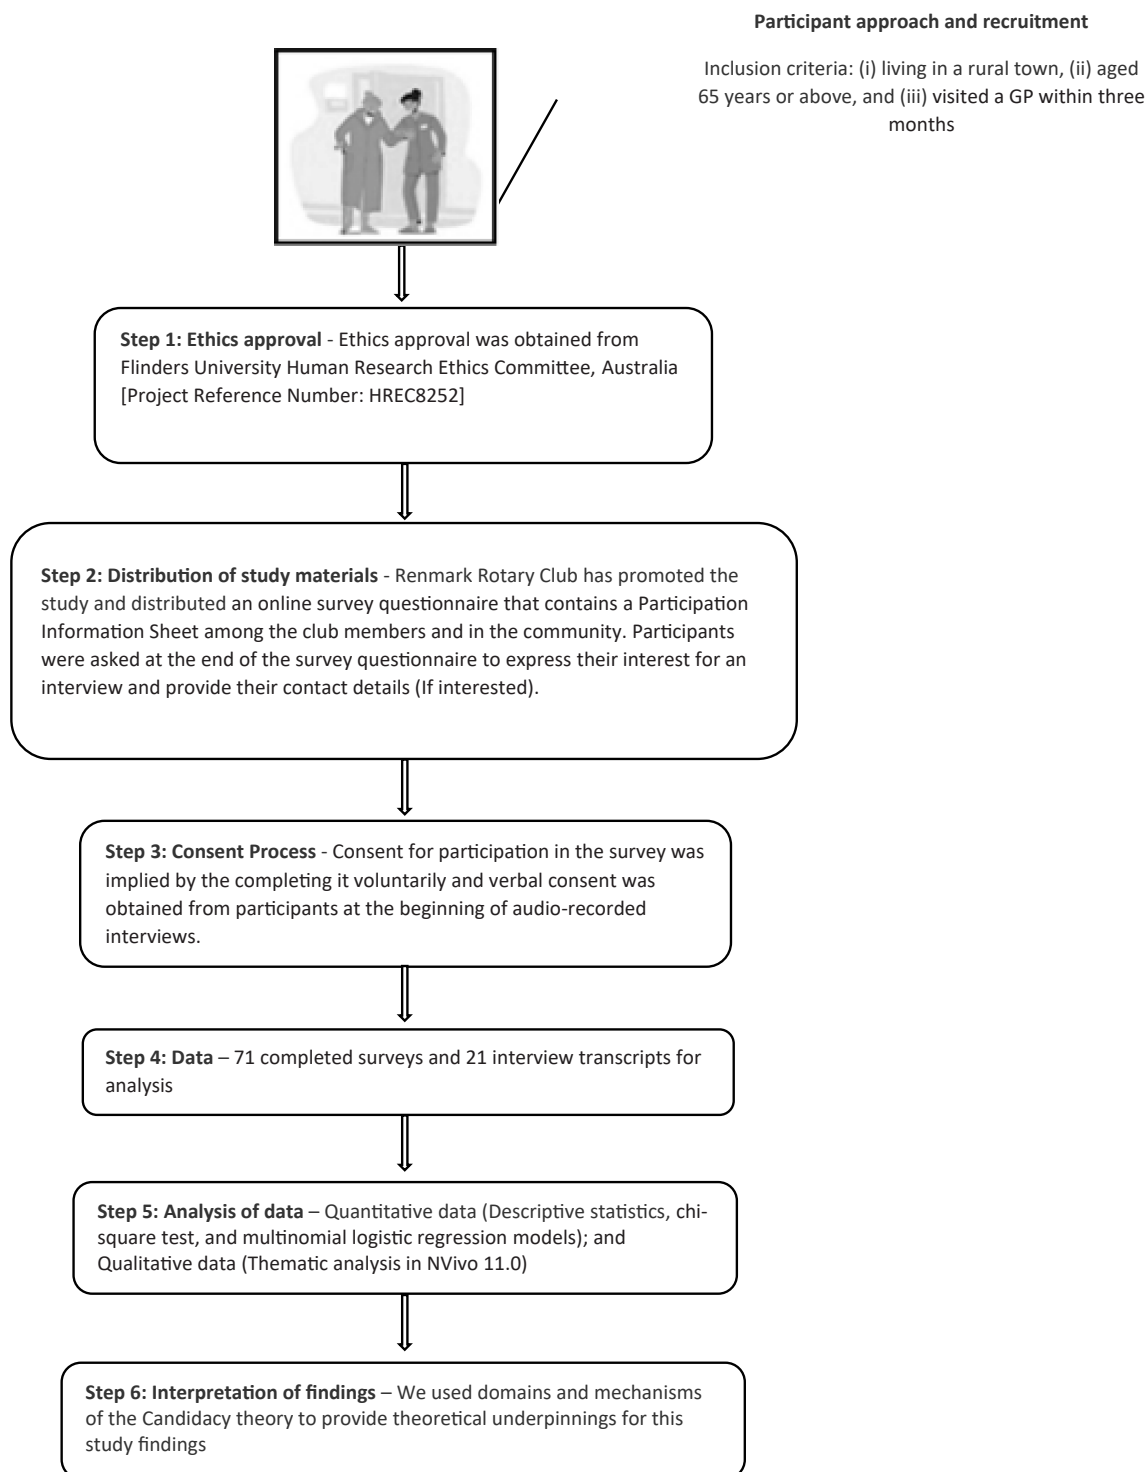 Participant approach and recruitment
Inclusion criteria: (i) living in a rural town, (ii) aged
65 years or above, and (iii) visited a GP within three
months
Step 1: Ethics approval - Ethics approval was obtained from
Flinders University Human Research Ethics Committee, Australia
[Project Reference Number: HREC8252]
Step 2: Distribution of study materials - Renmark Rotary Club has promoted the
study and distributed an online survey questionnaire that contains a Participation
Information Sheet among the club members and in the community. Participants
were asked at the end of the survey questionnaire to express their interest for an
interview and provide their contact details (If interested).
Step 3: Consent Process - Consent for participation in the survey was
implied by the completing it voluntarily and verbal consent was
obtained from participants at the beginning of audio-recorded
interviews.
Step 4: Data – 71 completed surveys and 21 interview transcripts for
analysis
Step 5: Analysis of data – Quantitative data (Descriptive statistics, chi-
square test, and multinomial logistic regression models); and
Qualitative data (Thematic analysis in NVivo 11.0)
Step 6: Interpretation of findings – We used domains and mechanisms
of the Candidacy theory to provide theoretical underpinnings for this
study findings